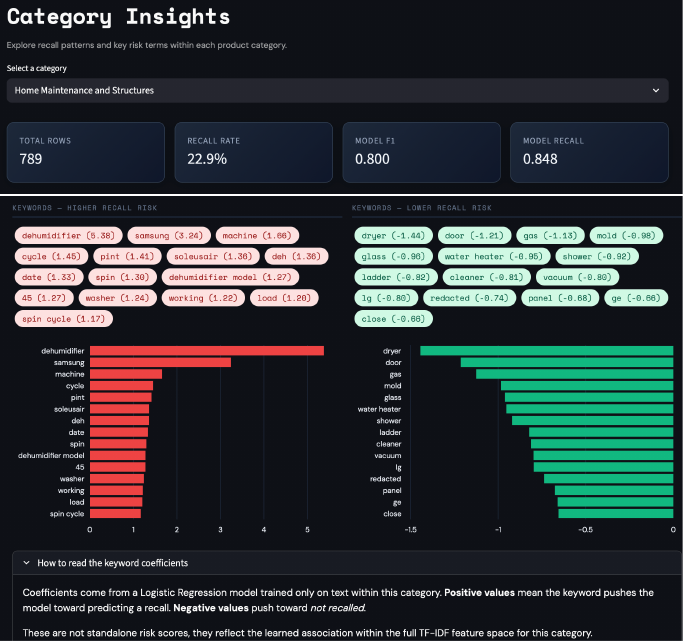 Category Insights
Explore recall patterns and key risk terms within each product category.
Select a category
Home Maintenance and Structures
TOTAL ROWS
789
RECALL RATE
22.9%
MODEL F1
0.800
MODEL RECALL
0.848
KEYWORDS — HIGHER RECALL RISK
dehumidifier (5.38) samsung (3.24) machine (1.66)
cycle (1.45) pint (1.41) soleusair (1.36) deh (1.36)
date (1.33) spin (1.30) dehumidifier model (1.27)
45 (1.27) washer (1.24) working (1.22) load (1.20)
spin cycle (1.17)
KEYWORDS — LOWER RECALL RISK
dryer (-1.44) door (-1.21) gas (-1.13) mold (-0.98)
glass (-0.96) water heater (-0.95) shower (-0.92)
ladder (-0.82) cleaner (-0.81) vacuum (-0.80)
lg (-0.80) redacted (-0.74) panel (-0.68) ge (-0.66)
close (-0.66)
dehumidifier
samsung
machine
cycle
pint
soleusair
deh
date
spin
dehumidifier model
45
washer
working
load
spin cycle
0 1 2 3 4 5
dryer
door
gas
mold
glass
water heater
shower
ladder
cleaner
vacuum
lg
redacted
panel
ge
close
-1.5 -1 -0.5 0
How to read the keyword coefficients
Coefficients come from a Logistic Regression model trained only on text within this category. Positive values mean the keyword pushes the
model toward predicting a recall. Negative values push toward not recalled.
These are not standalone risk scores, they reflect the learned association within the full TF-IDF feature space for this category.